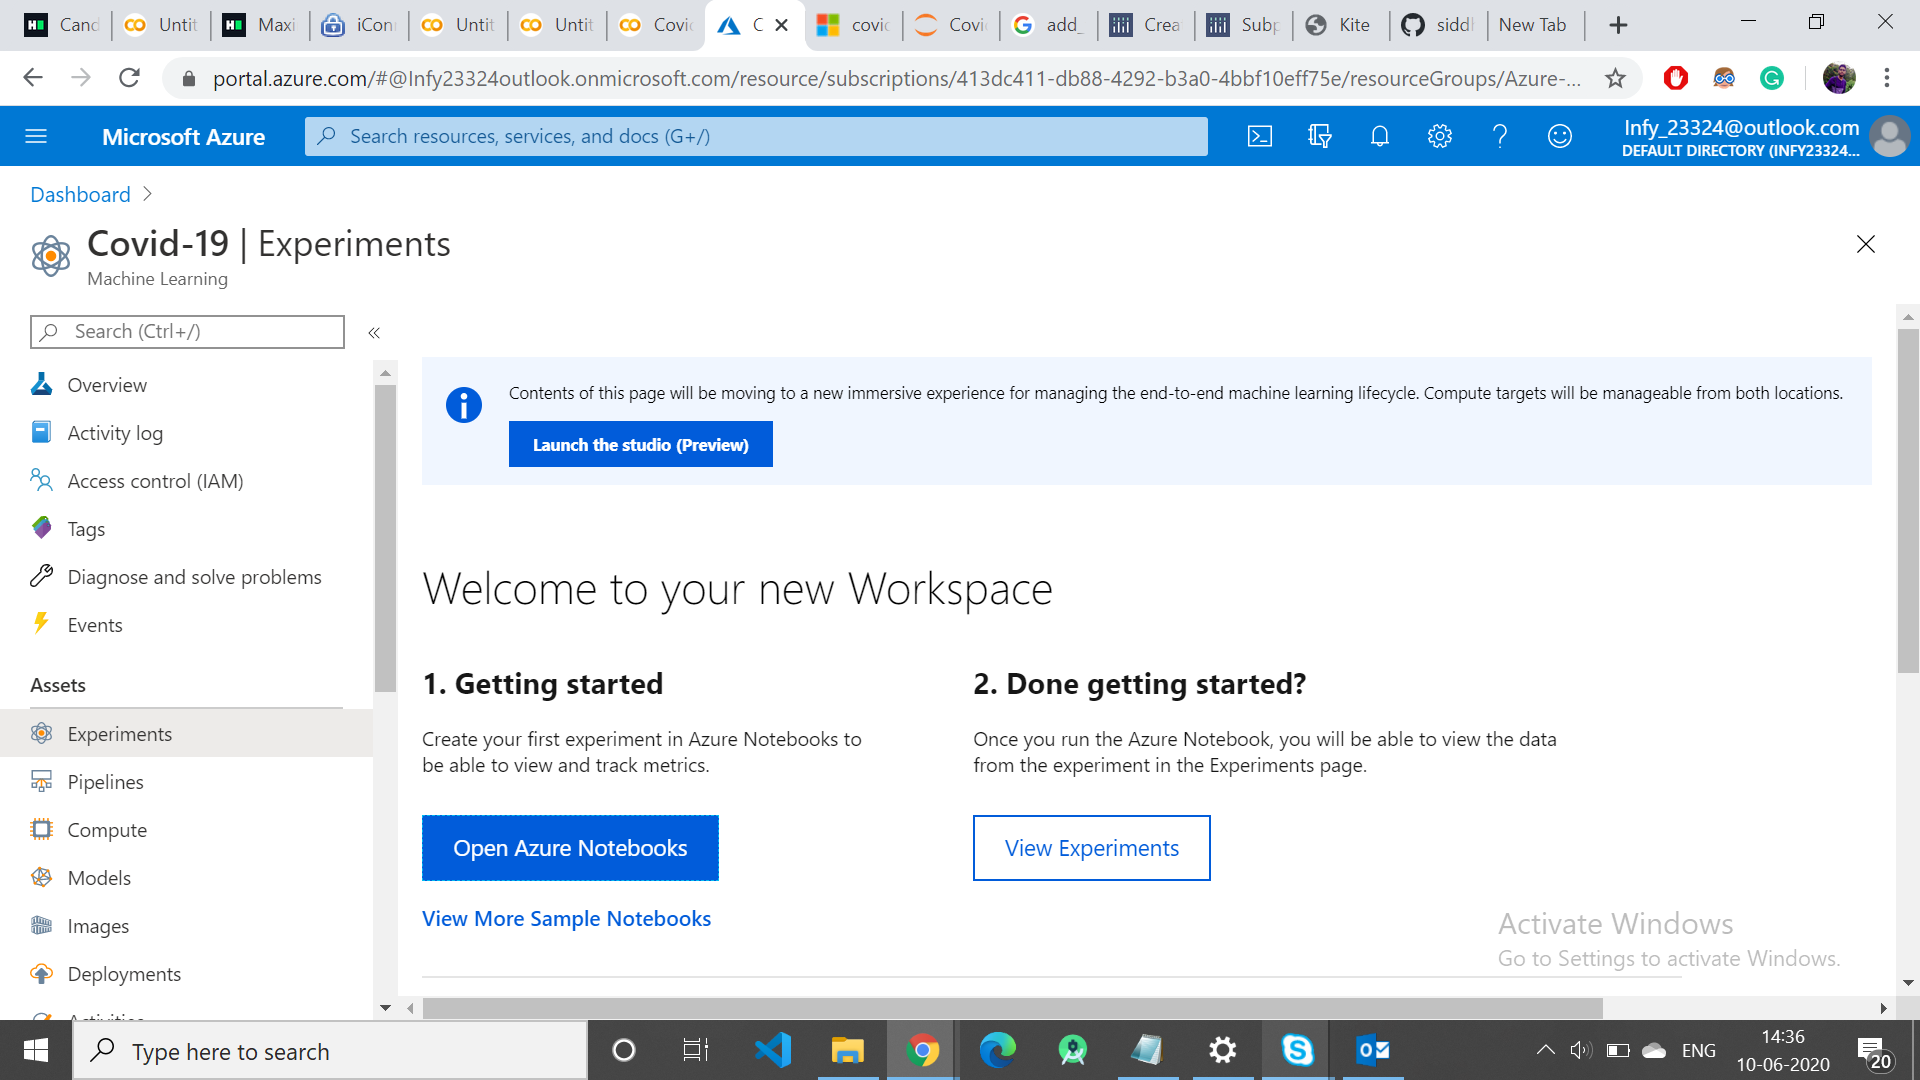 Cand
Untit
Maxi
iConn
Untit
Untit
Covid
C
covic
Covid
add_
Crea
Subp
Kite
siddl
New Tab
portal.azure.com/#@Infy23324outlook.onmicrosoft.com/resource/subscriptions/413dc411-db88-4292-b3a0-4bbf10eff75e/resourceGroups/Azure-...
Microsoft Azure
Search resources, services, and docs (G+/)
Infy_23324@outlook.com
DEFAULT DIRECTORY (INFY23324...
Dashboard
Covid-19 | Experiments
Machine Learning
Search (Ctrl+/)
Overview
Activity log
Access control (IAM)
Tags
Diagnose and solve problems
Events
Assets
Experiments
Pipelines
Compute
Models
Images
Deployments
Contents of this page will be moving to a new immersive experience for managing the end-to-end machine learning lifecycle. Compute targets will be manageable from both locations.
Launch the studio (Preview)
Welcome to your new Workspace
1. Getting started
Create your first experiment in Azure Notebooks to
be able to view and track metrics.
Open Azure Notebooks
View More Sample Notebooks
2. Done getting started?
Once you run the Azure Notebook, you will be able to view the data
from the experiment in the Experiments page.
View Experiments
Activate Windows
Go to Settings to activate Windows.
Type here to search
ENG
14:36
10-06-2020
20